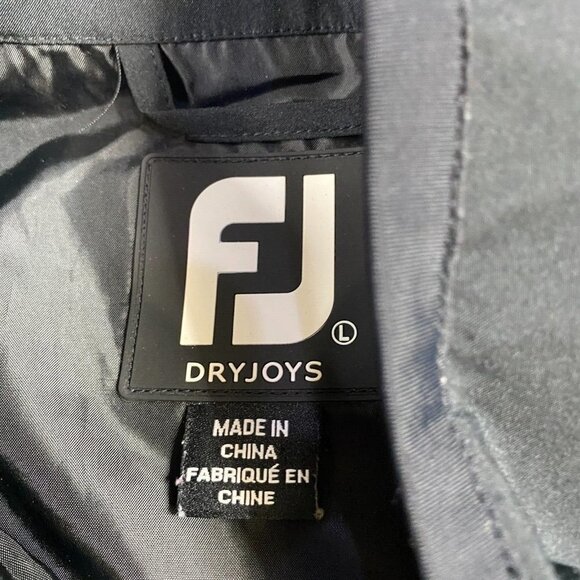 FJ
L
DRYJOYS
MADE IN
CHINA
FABRIQUÉ EN
CHINE